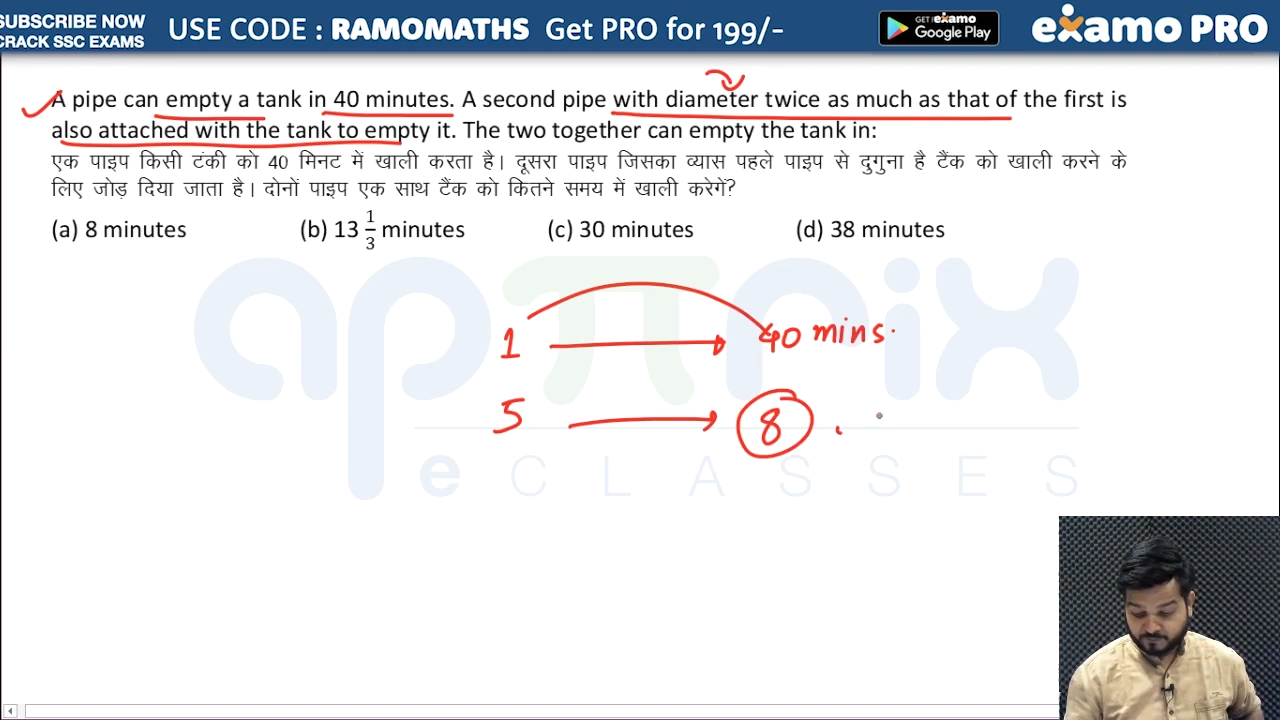 SUBSCRIBE NOW
CRACK SSC EXAMS
USE CODE : RAMOMATHS Get PRO for 199/-
GET IT ON examo
Google Play
examo PRO
A pipe can empty a tank in 40 minutes. A second pipe with diameter twice as much as that of the first is
also attached with the tank to empty it. The two together can empty the tank in:
एक पाइप किसी टंकी को 40 मिनट में खाली करता है। दूसरा पाइप जिसका व्यास पहले पाइप से दुगुना है टैंक को खाली करने के
लिए जोड़ दिया जाता है। दोनों पाइप एक साथ टैंक को कितने समय में खाली करेगें?
(a) 8 minutes (b) 13 1/3 minutes (c) 30 minutes (d) 38 minutes
1 40 mins.
5 8
aptrix
e CLASSES